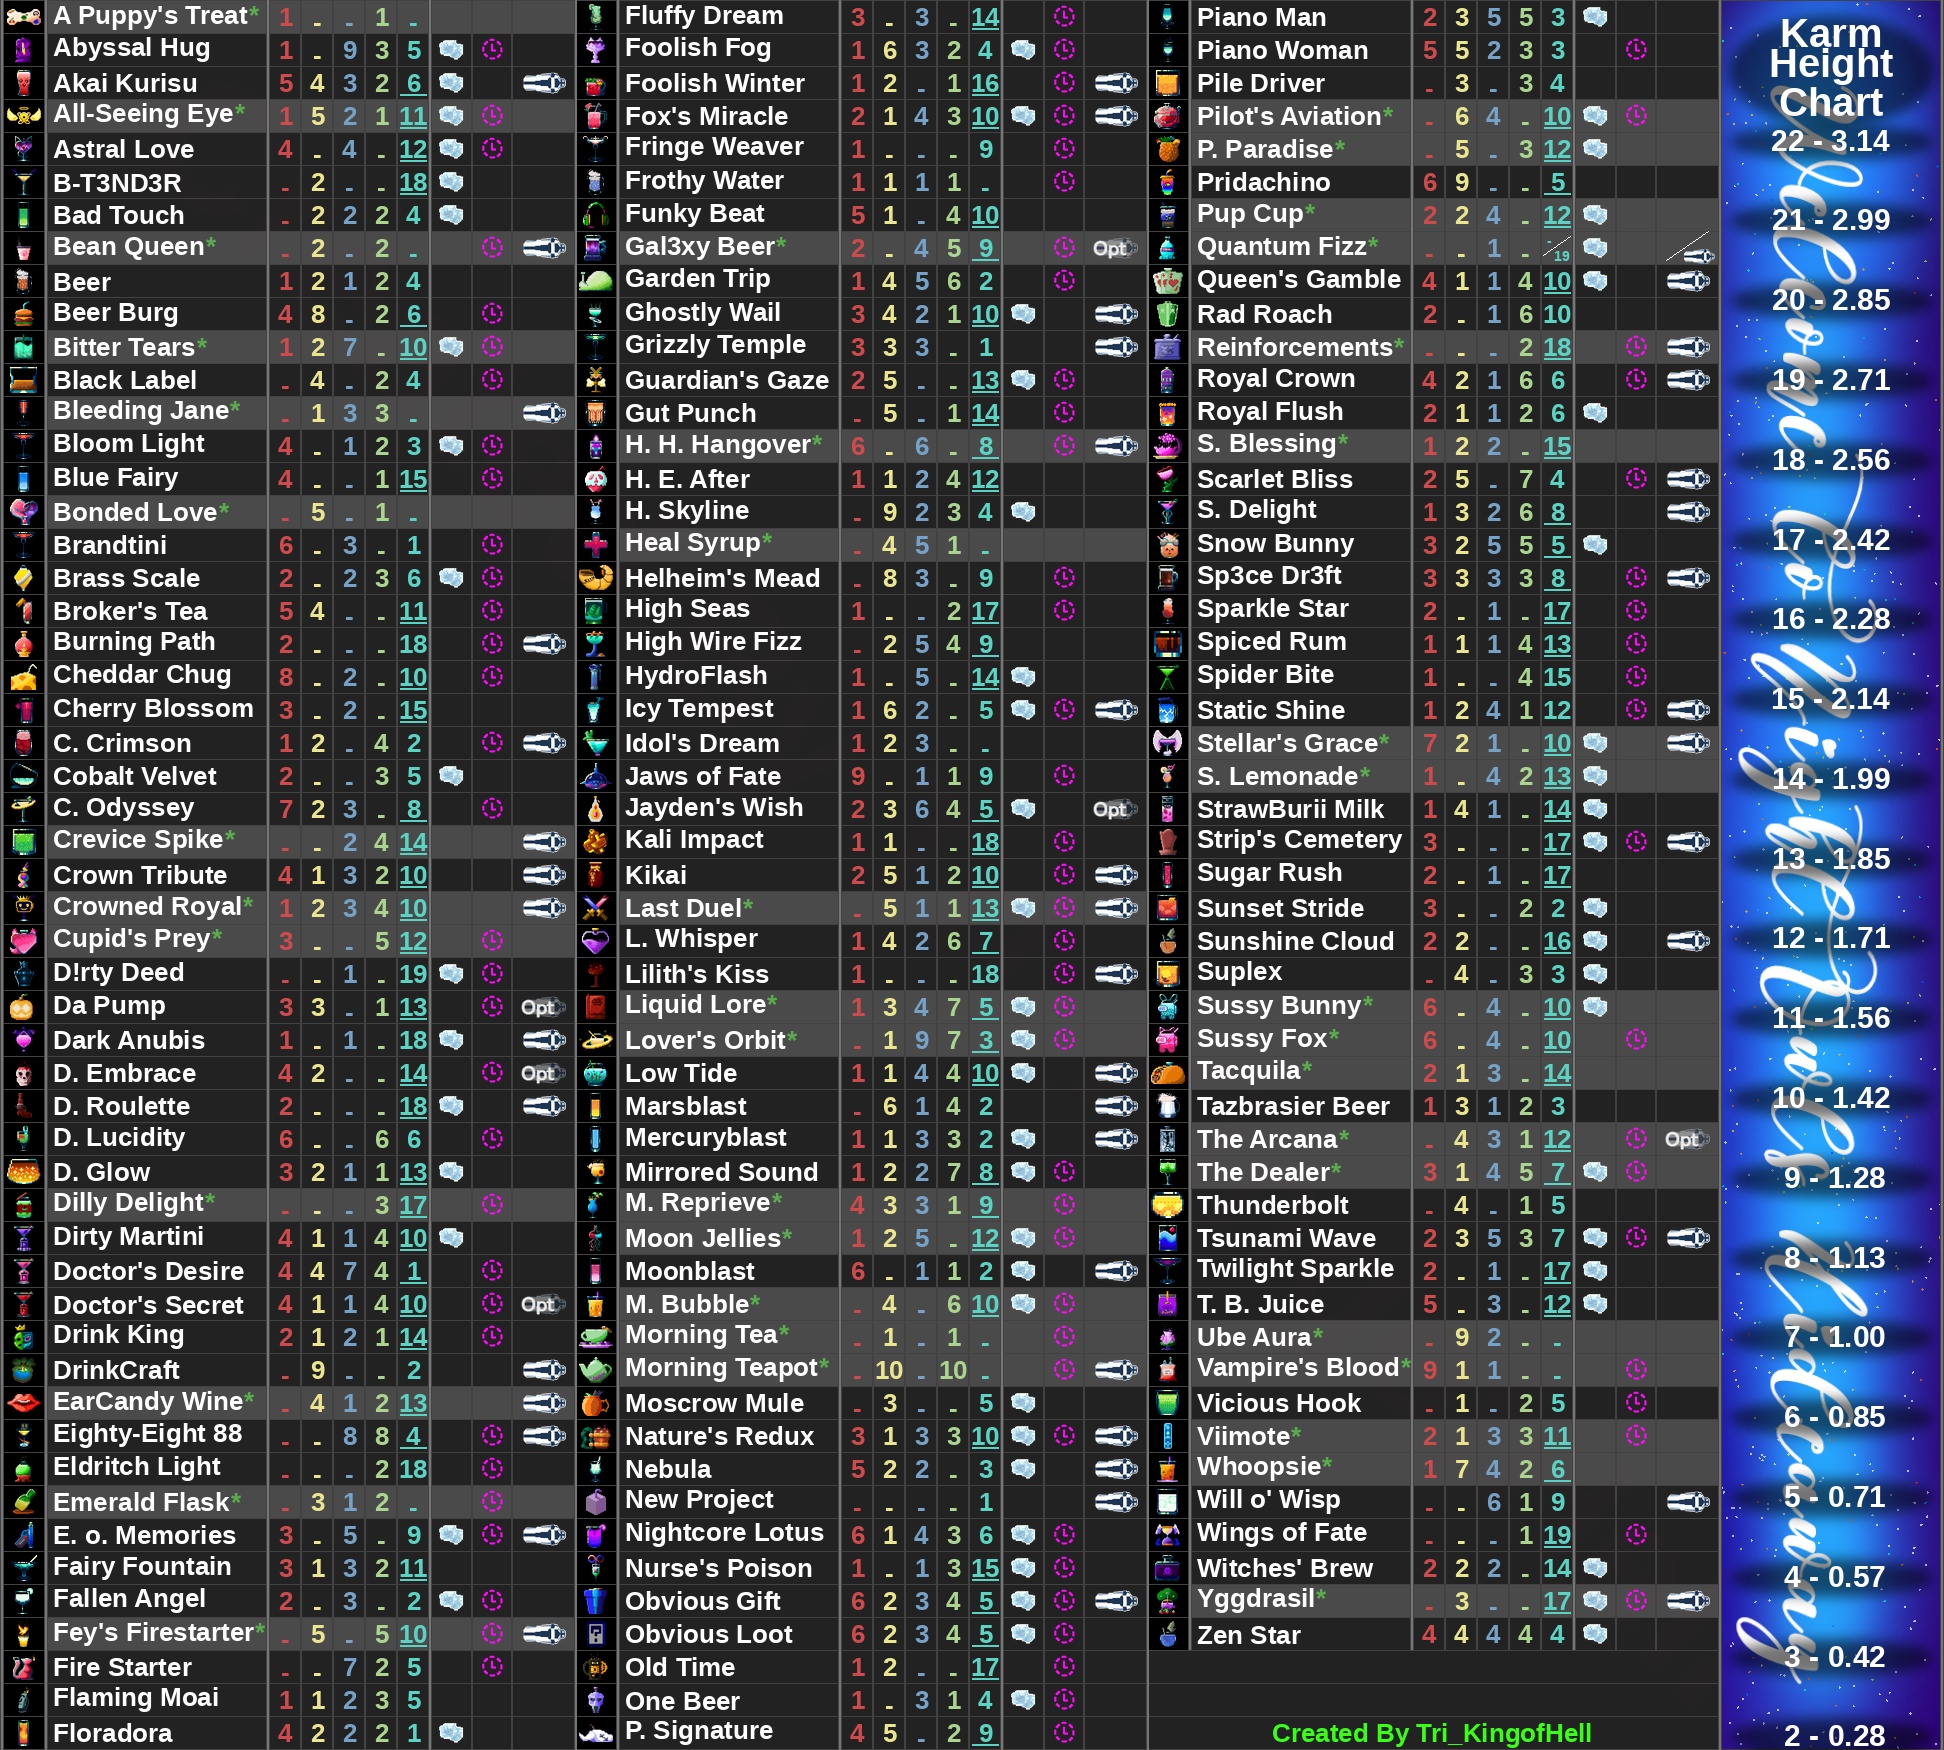 A Puppy's Treat* 1 - - 1 -
Abyssal Hug 1 - 9 3 5
Akai Kurisu 5 4 3 2 6
All-Seeing Eye* 1 5 2 1 11
Astral Love 4 - 4 - 12
B-T3ND3R - 2 - - 18
Bad Touch - 2 2 2 4
Bean Queen* - 2 - 2 -
Beer 1 2 1 2 4
Beer Burg 4 8 - 2 6
Bitter Tears* 1 2 7 - 10
Black Label - 4 - 2 4
Bleeding Jane* - 1 3 3 -
Bloom Light 4 - 1 2 3
Blue Fairy 4 - - 1 15
Bonded Love* - 5 - 1 -
Brandtini 6 - 3 - 1
Brass Scale 2 - 2 3 6
Broker's Tea 5 4 - - 11
Burning Path 2 - - - 18
Cheddar Chug 8 - 2 - 10
Cherry Blossom 3 - 2 - 15
C. Crimson 1 2 - 4 2
Cobalt Velvet 2 - - 3 5
C. Odyssey 7 2 3 - 8
Crevice Spike* - - 2 4 14
Crown Tribute 4 1 3 2 10
Crowned Royal* 1 2 3 4 10
Cupid's Prey* 3 - - 5 12
D!rty Deed - - 1 - 19
Da Pump 3 3 - 1 13 Opt
Dark Anubis 1 - 1 - 18
D. Embrace 4 2 - - 14 Opt
D. Roulette 2 - - - 18
D. Lucidity 6 - - 6 6
D. Glow 3 2 1 1 13
Dilly Delight* - - - 3 17
Dirty Martini 4 1 1 4 10
Doctor's Desire 4 4 7 4 1
Doctor's Secret 4 1 1 4 10 Opt
Drink King 2 1 2 1 14
DrinkCraft - 9 - - 2
EarCandy Wine* - 4 1 2 13
Eighty-Eight 88 - - 8 8 4
Eldritch Light - - - 2 18
Emerald Flask* - 3 1 2 -
E. o. Memories 3 - 5 - 9
Fairy Fountain 3 1 3 2 11
Fallen Angel 2 - 3 - 2
Fey's Firestarter* - 5 - 5 10
Fire Starter - - 7 2 5
Flaming Moai 1 1 2 3 5
Floradora 4 2 2 2 1
Fluffy Dream 3 - 3 - 14
Foolish Fog 1 6 3 2 4
Foolish Winter 1 2 - 1 16
Fox's Miracle 2 1 4 3 10
Fringe Weaver 1 - - - 9
Frothy Water 1 1 1 1 -
Funky Beat 5 1 - 4 10
Gal3xy Beer* 2 - 4 5 9 Opt
Garden Trip 1 4 5 6 2
Ghostly Wail 3 4 2 1 10
Grizzly Temple 3 3 3 - 1
Guardian's Gaze 2 5 - - 13
Gut Punch - 5 - 1 14
H. H. Hangover* 6 - 6 - 8
H. E. After 1 1 2 4 12
H. Skyline - 9 2 3 4
Heal Syrup* - 4 5 1 -
Helheim's Mead - 8 3 - 9
High Seas 1 - - 2 17
High Wire Fizz - 2 5 4 9
HydroFlash 1 - 5 - 14
Icy Tempest 1 6 2 - 5
Idol's Dream 1 2 3 - -
Jaws of Fate 9 - 1 1 9
Jayden's Wish 2 3 6 4 5 Opt
Kali Impact 1 1 - - 18
Kikai 2 5 1 2 10
Last Duel* - 5 1 1 13
L. Whisper 1 4 2 6 7
Lilith's Kiss 1 - - - 18
Liquid Lore* 1 3 4 7 5
Lover's Orbit* - 1 9 7 3
Low Tide 1 1 4 4 10
Marsblast - 6 1 4 2
Mercuryblast 1 1 3 3 2
Mirrored Sound 1 2 2 7 8
M. Reprieve* 4 3 3 1 9
Moon Jellies* 1 2 5 - 12
Moonblast 6 - 1 1 2
M. Bubble* - 4 - 6 10
Morning Tea* - 1 - 1 -
Morning Teapot* - 10 - 10 -
Moscrow Mule - 3 - - 5
Nature's Redux 3 1 3 3 10
Nebula 5 2 2 - 3
New Project - - - - 1
Nightcore Lotus 6 1 4 3 6
Nurse's Poison 1 - 1 3 15
Obvious Gift 6 2 3 4 5
Obvious Loot 6 2 3 4 5
Old Time 1 2 - - 17
One Beer 1 - 3 1 4
P. Signature 4 5 - 2 9
Piano Man 2 3 5 5 3
Piano Woman 5 5 2 3 3
Pile Driver - 3 - 3 4
Pilot's Aviation* - 6 4 - 10
P. Paradise* - 5 - 3 12
Pridachino 6 9 - - 5
Pup Cup* 2 2 4 - 12
Quantum Fizz* - - 1 - -/19
Queen's Gamble 4 1 1 4 10
Rad Roach 2 - 1 6 10
Reinforcements* - - - 2 18
Royal Crown 4 2 1 6 6
Royal Flush 2 1 1 2 6
S. Blessing* 1 2 2 - 15
Scarlet Bliss 2 5 - 7 4
S. Delight 1 3 2 6 8
Snow Bunny 3 2 5 5 5
Sp3ce Dr3ft 3 3 3 3 8
Sparkle Star 2 - 1 - 17
Spiced Rum 1 1 1 4 13
Spider Bite 1 - - 4 15
Static Shine 1 2 4 1 12
Stellar's Grace* 7 2 1 - 10
S. Lemonade* 1 - 4 2 13
StrawBurii Milk 1 4 1 - 14
Strip's Cemetery 3 - - - 17
Sugar Rush 2 - 1 - 17
Sunset Stride 3 - - 2 2
Sunshine Cloud 2 2 - - 16
Suplex - 4 - 3 3
Sussy Bunny* 6 - 4 - 10
Sussy Fox* 6 - 4 - 10
Tacquila* 2 1 3 - 14
Tazbrasier Beer 1 3 1 2 3
The Arcana* - 4 3 1 12 Opt
The Dealer* 3 1 4 5 7
Thunderbolt - 4 - 1 5
Tsunami Wave 2 3 5 3 7
Twilight Sparkle 2 - 1 - 17
T. B. Juice 5 - 3 - 12
Ube Aura* - 9 2 - -
Vampire's Blood* 9 1 1 - -
Vicious Hook - 1 - 2 5
Viimote* 2 1 3 3 11
Whoopsie* 1 7 4 2 6
Will o' Wisp - - 6 1 9
Wings of Fate - - - 1 19
Witches' Brew 2 2 2 - 14
Yggdrasil* - 3 - - 17
Zen Star 4 4 4 4 4
Created By Tri_KingofHell
Karm
Height
Chart
22 - 3.14
21 - 2.99
20 - 2.85
19 - 2.71
18 - 2.56
17 - 2.42
16 - 2.28
15 - 2.14
14 - 1.99
13 - 1.85
12 - 1.71
11 - 1.56
10 - 1.42
9 - 1.28
8 - 1.13
7 - 1.00
6 - 0.85
5 - 0.71
4 - 0.57
3 - 0.42
2 - 0.28